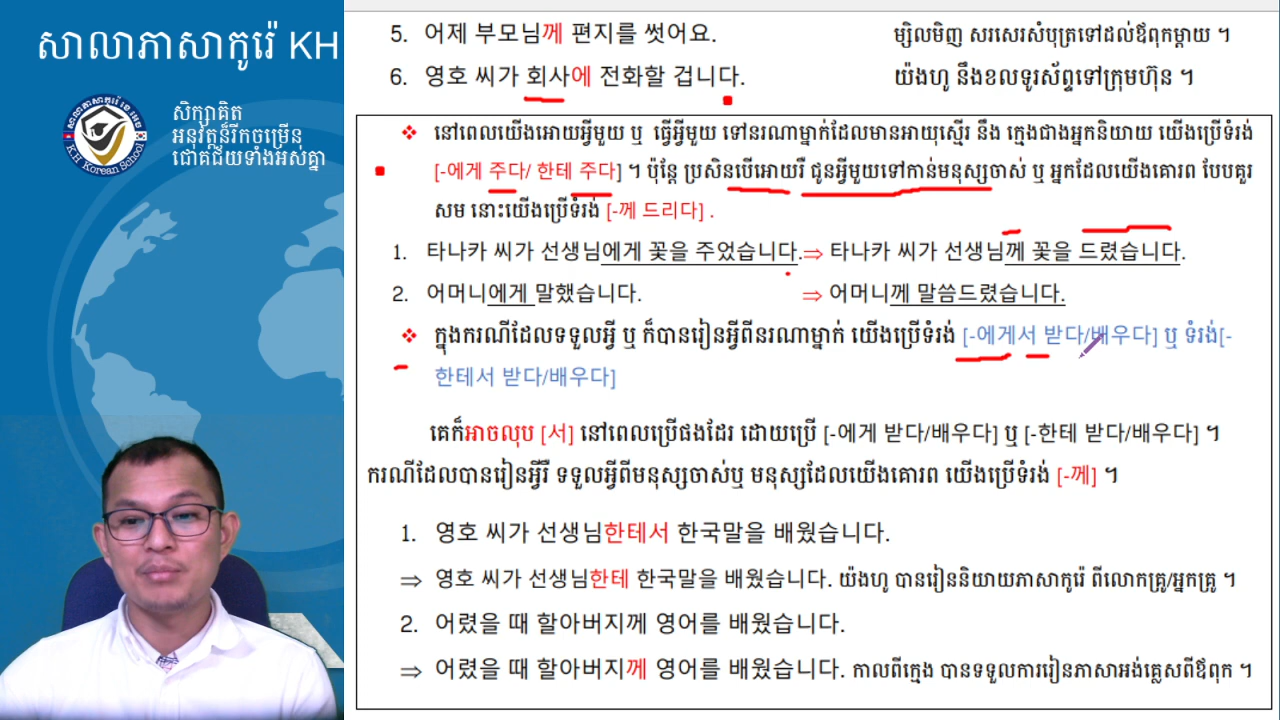 សាលាភាសាកូរ៉េ KH
សិក្សាគិត
អនុវត្តន៍រីកចម្រើន
ជោគជ័យទាំងអស់គ្នា
KH Korean School
5. 어제 부모님께 편지를 썻어요.
ម្សិលមិញ សរសេរសំបុត្រទៅដល់ឪពុកម្តាយ ។
6. 영호 씨가 회사에 전화할 겁니다.
យ៉ងហូ នឹងខលទូរស័ព្ទទៅក្រុមហ៊ុន ។
❖ នៅពេលយើងអោយអ្វីមួយ ឬ ធ្វើអ្វីមួយ ទៅនរណាម្នាក់ដែលមានអាយុស្មើរ នឹង ក្មេងជាងអ្នកនិយាយ យើងប្រើទំរង់
[-에게 주다/ 한테 주다] ។ ប៉ុន្តែ ប្រសិនបើអោយរឺ ជូនអ្វីមួយទៅកាន់មនុស្សចាស់ ឬ អ្នកដែលយើងគោរព បែបគួរ
សម នោះយើងប្រើទំរង់ [-께 드리다] .
1. 타나카 씨가 선생님에게 꽃을 주었습니다.⇒ 타나카 씨가 선생님께 꽃을 드렸습니다.
2. 어머니에게 말했습니다. ⇒ 어머니께 말씀드렸습니다.
❖ ក្នុងករណីដែលទទួលអ្វី ឬ ក៏បានរៀនអ្វីពីនរណាម្នាក់ យើងប្រើទំរង់ [-에게서 받다/배우다] ឬ ទំរង់[-
한테서 받다/배우다]
គេក៏អាចលុប [서] នៅពេលប្រើផងដែរ ដោយប្រើ [-에게 받다/배우다] ឬ [-한테 받다/배우다] ។
ករណីដែលបានរៀនអ្វីរឺ ទទួលអ្វីពីមនុស្សចាស់ឬ មនុស្សដែលយើងគោរព យើងប្រើទំរង់ [-께] ។
1. 영호 씨가 선생님한테서 한국말을 배웠습니다.
⇒ 영호 씨가 선생님한테 한국말을 배웠습니다. យ៉ងហូ បានរៀននិយាយភាសាកូរ៉េ ពីលោកគ្រូ/អ្នកគ្រូ ។
2. 어렸을 때 할아버지께 영어를 배웠습니다.
⇒ 어렸을 때 할아버지께 영어를 배웠습니다. កាលពីក្មេង បានទទួលការរៀនភាសាអង់គ្លេសពីឪពុក ។